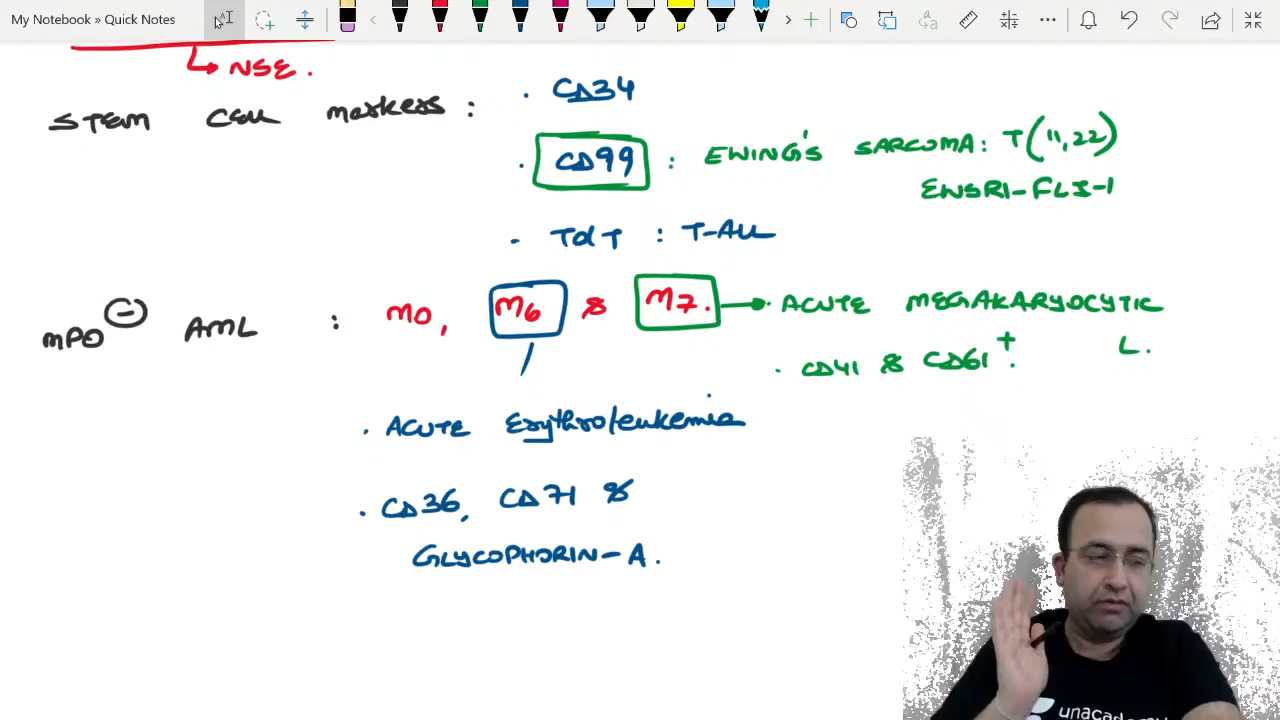 My Notebook » Quick Notes
NSE.
STEM CELL markers :
· CD34
· CD99 : EWING'S SARCOMA: T(11,22)
EWSR1-FLI-1
· TdT : T-ALL
MPO⊖ AML : M0, M6 & M7. → · ACUTE MEGAKARYOCYTIC L.
· CD41 & CD61+.
· ACUTE Erythroleukemia
· CD36, CD71 &
GLYCOPHORIN-A.
unacademy